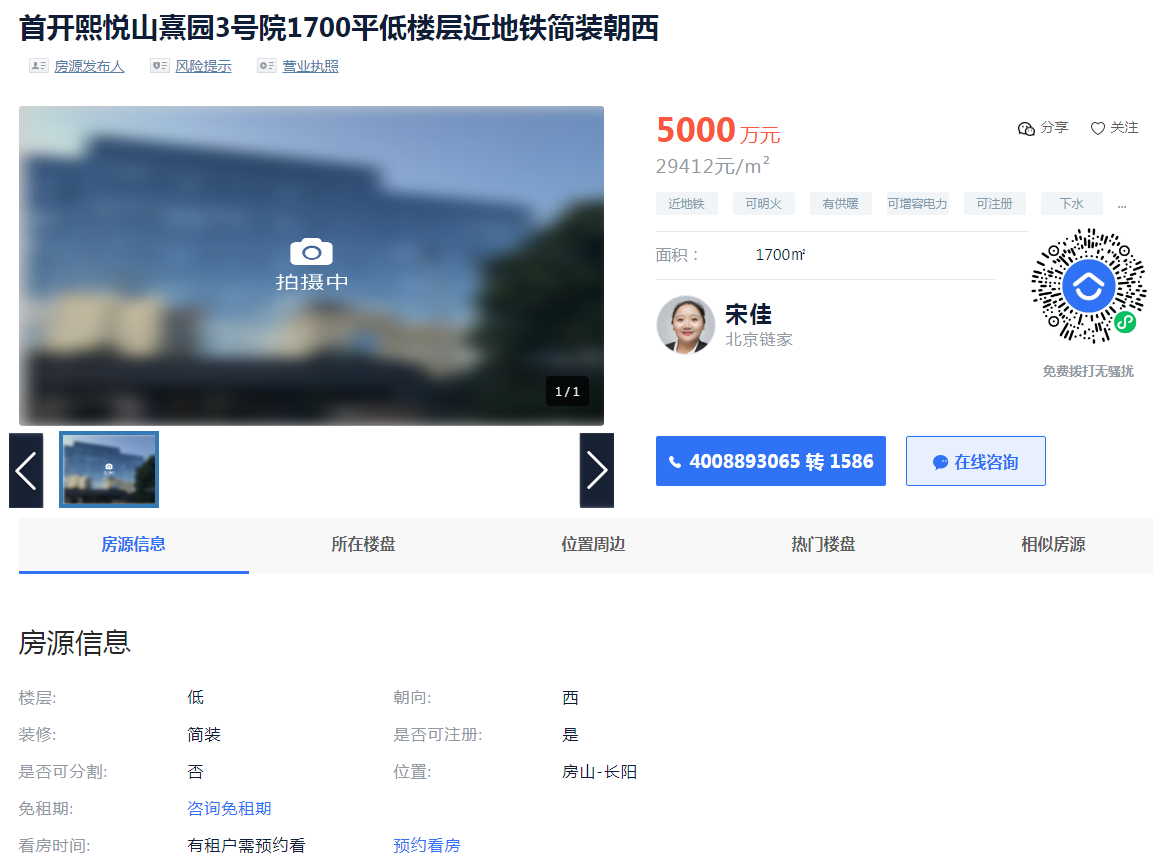 首开熙悦山熹园3号院1700平低楼层近地铁简装朝西
房源发布人 风险提示 营业执照
拍摄中
1/1
5000万元
分享 关注
29412元/m²
近地铁 可明火 有供暖 可增容电力 可注册 下水 ...
面积： 1700㎡
宋佳
北京链家
免费拨打无骚扰
4008893065 转 1586
在线咨询
房源信息 所在楼盘 位置周边 热门楼盘 相似房源
房源信息
楼层: 低 朝向: 西
装修: 简装 是否可注册: 是
是否可分割: 否 位置: 房山-长阳
免租期: 咨询免租期
看房时间: 有租户需预约看 预约看房